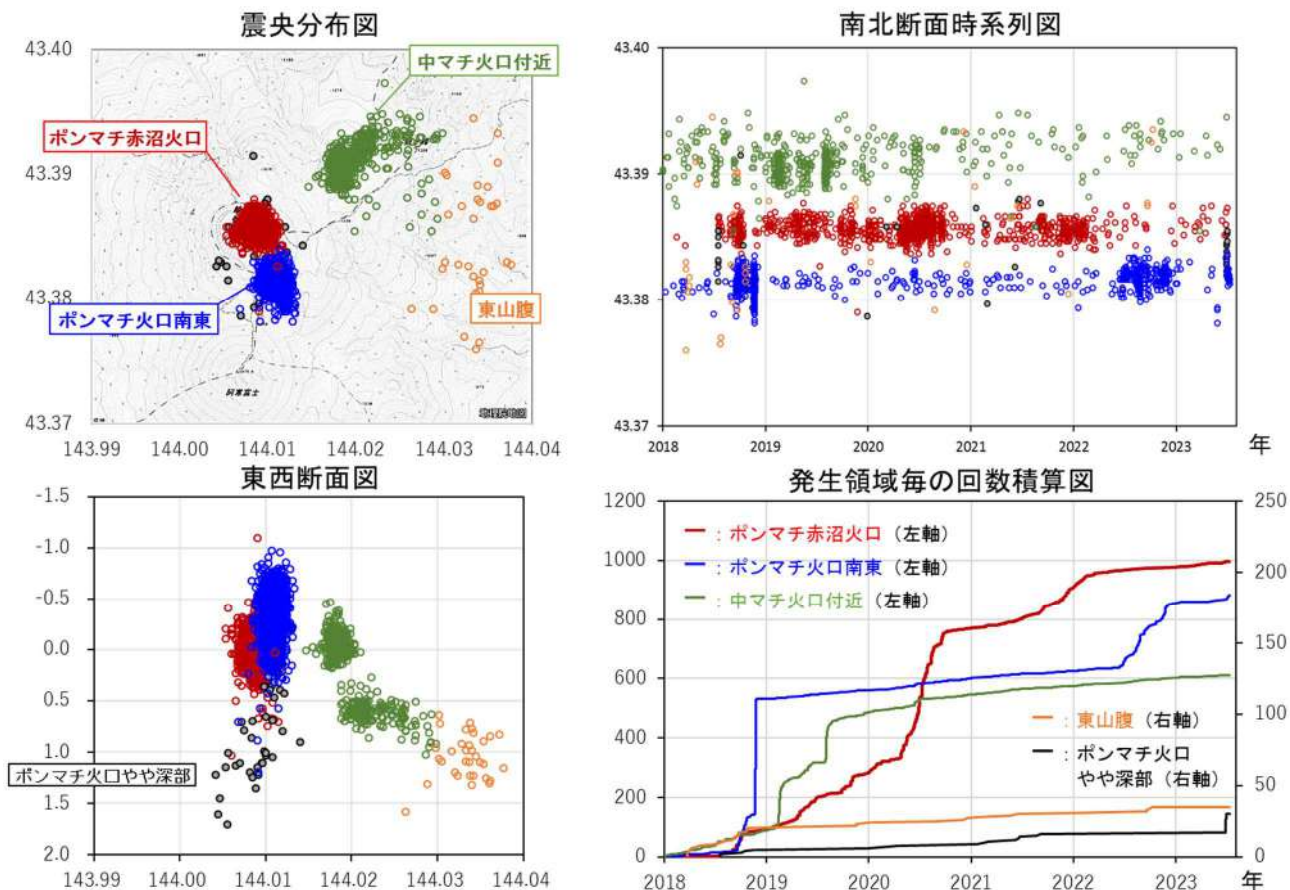 震央分布図
43.40
43.39
43.38
43.37
中マチ火口付近
ポンマチ赤沼火口
ポンマチ火口南東
東山腹
阿寒富士
地理院地図
143.99 144.00 144.01 144.02 144.03 144.04
南北断面時系列図
43.40
43.39
43.38
43.37
2018 2019 2020 2021 2022 2023 年
東西断面図
-1.5
-1.0
-0.5
0.0
0.5
1.0
1.5
2.0
ポンマチ火口やや深部
143.99 144.00 144.01 144.02 144.03 144.04
発生領域毎の回数積算図
1200
1000
800
600
400
200
0
:ポンマチ赤沼火口(左軸)
:ポンマチ火口南東(左軸)
:中マチ火口付近(左軸)
:東山腹(右軸)
:ポンマチ火口
やや深部(右軸)
250
200
150
100
50
0
2018 2019 2020 2021 2022 2023 年